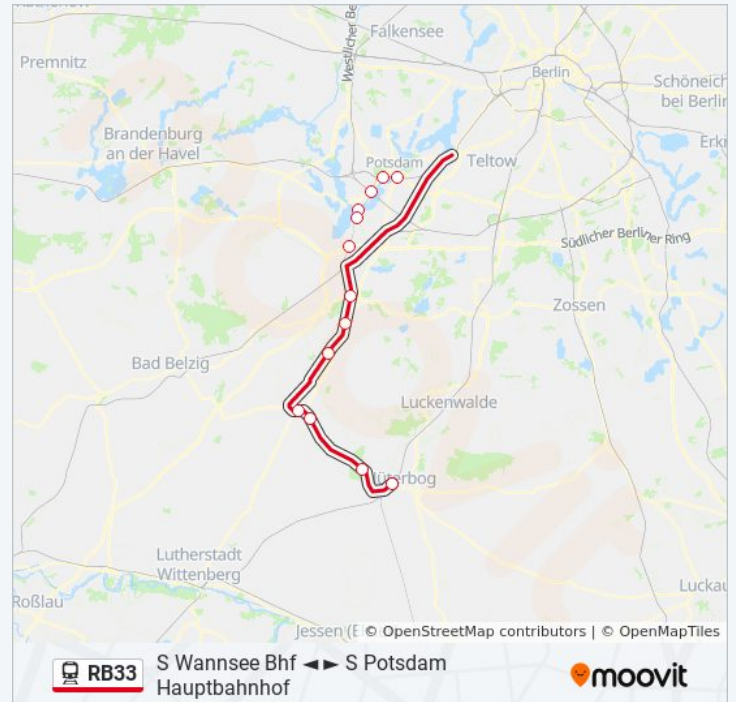 Falkensee
Premnitz
Westlicher Be
Berlin
Schöneich
bei Berlin
Brandenburg
an der Havel
Potsdam
Teltow
Südlicher Berliner Ring
Zossen
Bad Belzig
Luckenwalde
Jüterbog
Lutherstadt
Wittenberg
Roßlau
Luckau
Jessen (E
© OpenStreetMap contributors | © OpenMapTiles
RB33
S Wannsee Bhf ◄► S Potsdam
Hauptbahnhof
moovit